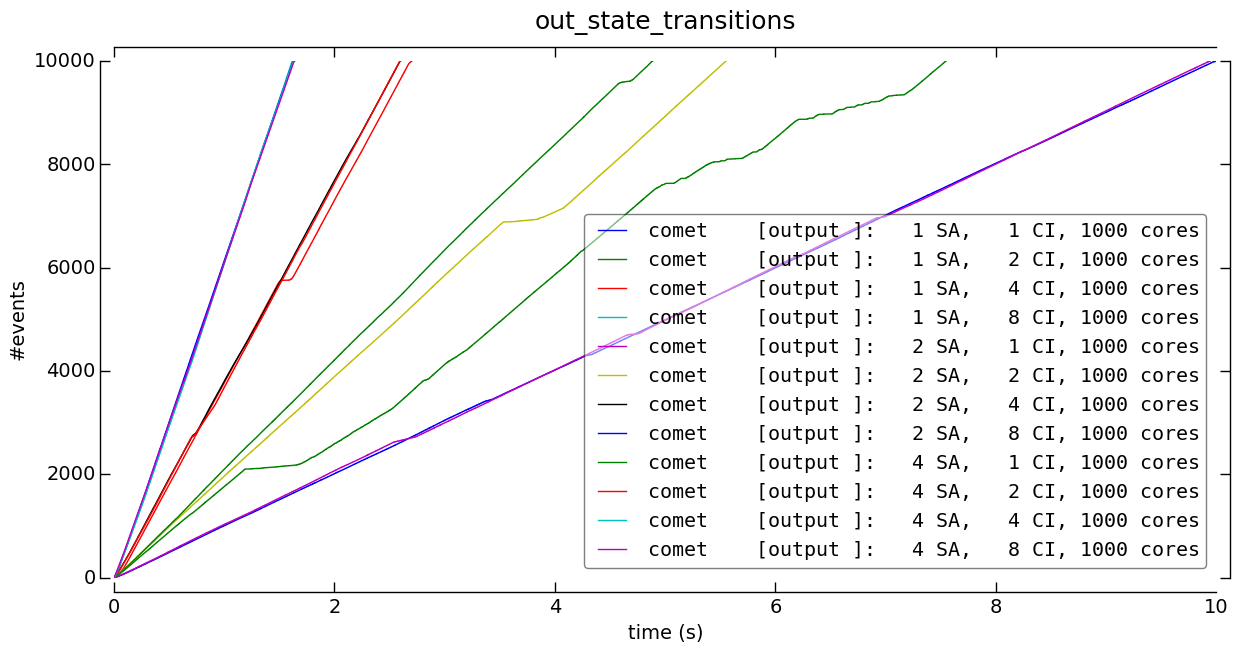 out_state_transitions
10000
8000
6000
4000
2000
0
#events
comet    [output ]:   1 SA,   1 CI, 1000 cores
comet    [output ]:   1 SA,   2 CI, 1000 cores
comet    [output ]:   1 SA,   4 CI, 1000 cores
comet    [output ]:   1 SA,   8 CI, 1000 cores
comet    [output ]:   2 SA,   1 CI, 1000 cores
comet    [output ]:   2 SA,   2 CI, 1000 cores
comet    [output ]:   2 SA,   4 CI, 1000 cores
comet    [output ]:   2 SA,   8 CI, 1000 cores
comet    [output ]:   4 SA,   1 CI, 1000 cores
comet    [output ]:   4 SA,   2 CI, 1000 cores
comet    [output ]:   4 SA,   4 CI, 1000 cores
comet    [output ]:   4 SA,   8 CI, 1000 cores
0 2 4 6 8 10
time (s)